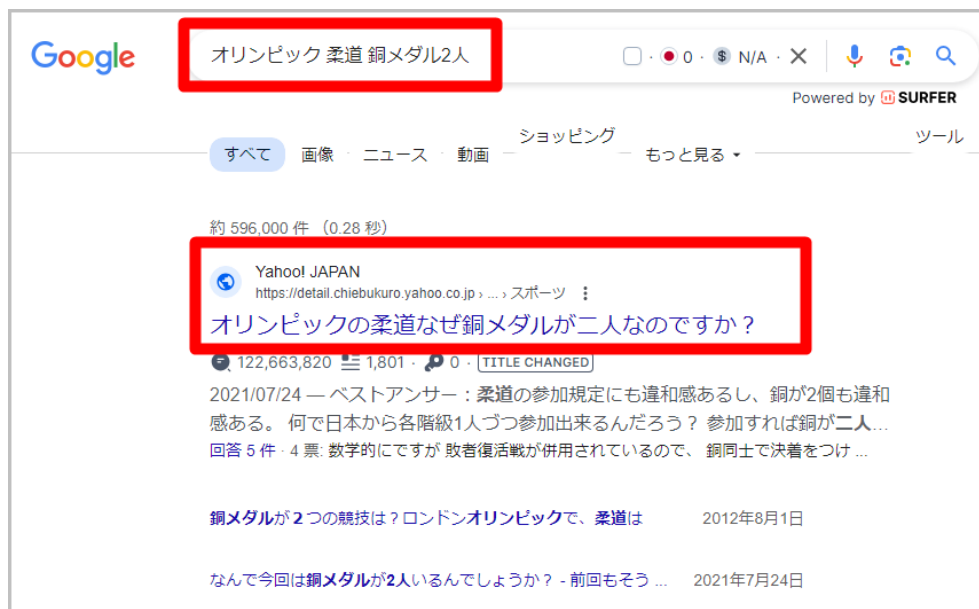 Google
オリンピック 柔道 銅メダル2人
0 · N/A ·
Powered by SURFER
すべて 画像 ニュース 動画 ショッピング もっと見る ツール
約 596,000 件 （0.28 秒）
Yahoo! JAPAN
https://detail.chiebukuro.yahoo.co.jp › ... › スポーツ
オリンピックの柔道なぜ銅メダルが二人なのですか？
122,663,820 1,801 · 0 · TITLE CHANGED
2021/07/24 — ベストアンサー：柔道の参加規定にも違和感あるし、銅が2個も違和
感ある。 何で日本から各階級1人づつ参加出来るんだろう？ 参加すれば銅が二人...
回答 5 件 · 4 票: 数学的にですが 敗者復活戦が併用されているので、 銅同士で決着をつけ ...
銅メダルが２つの競技は？ロンドンオリンピックで、柔道は 2012年8月1日
なんで今回は銅メダルが2人いるんでしょうか？ - 前回もそう ... 2021年7月24日